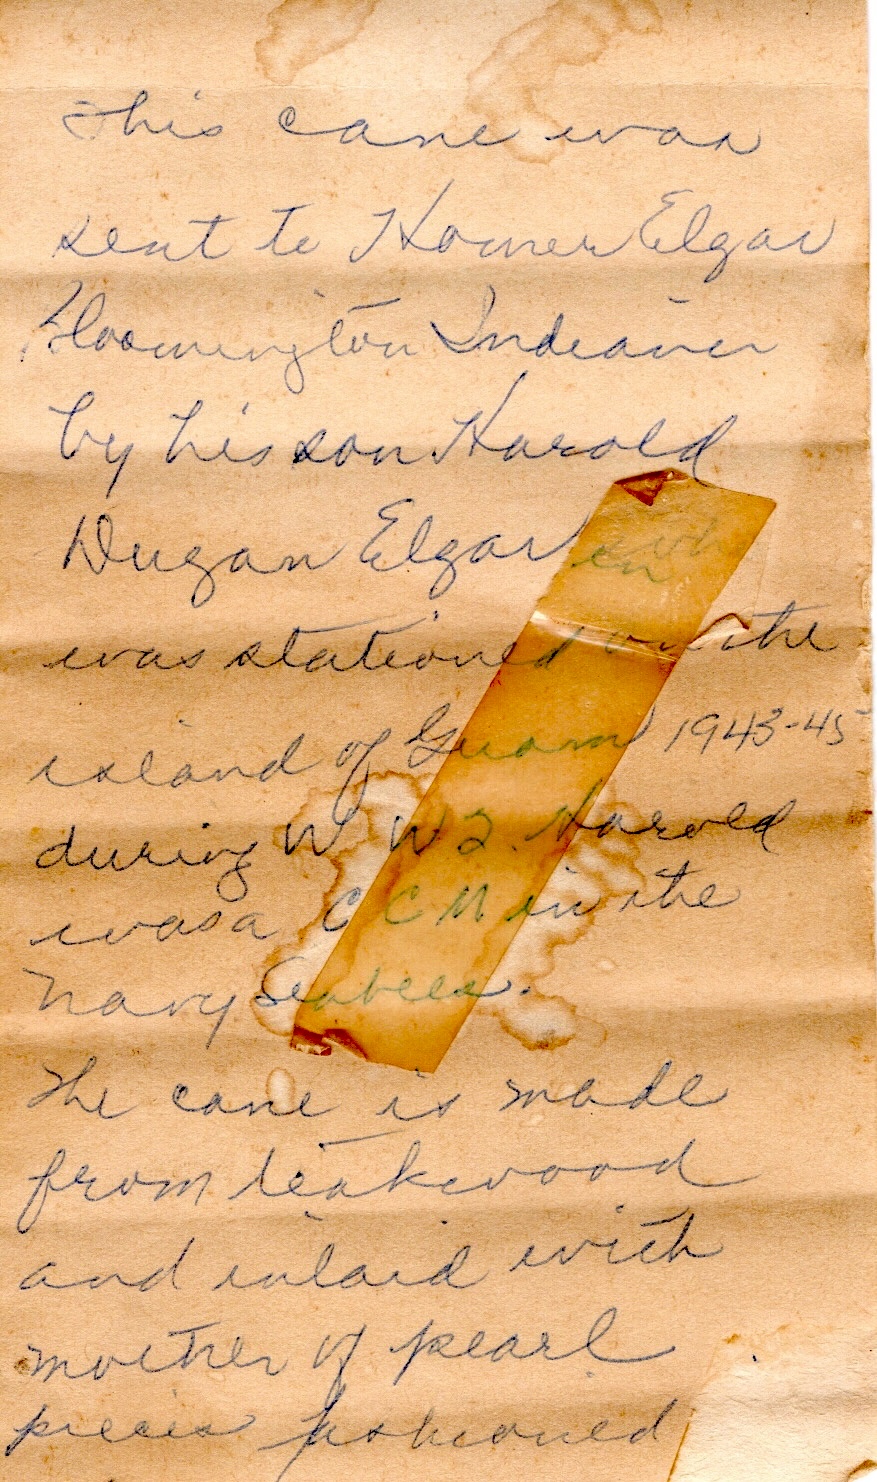 This cane was
sent to Homer Elgar
Bloomington Indiana
by his son Harold
Dugan Elgar who
was stationed on the
island of Guam 1943-45
during W W 2. Harold
was a C C M in the
Navy Seabees.
The cane is made
from teakwood
and inlaid with
mother of pearl
pieces fashioned